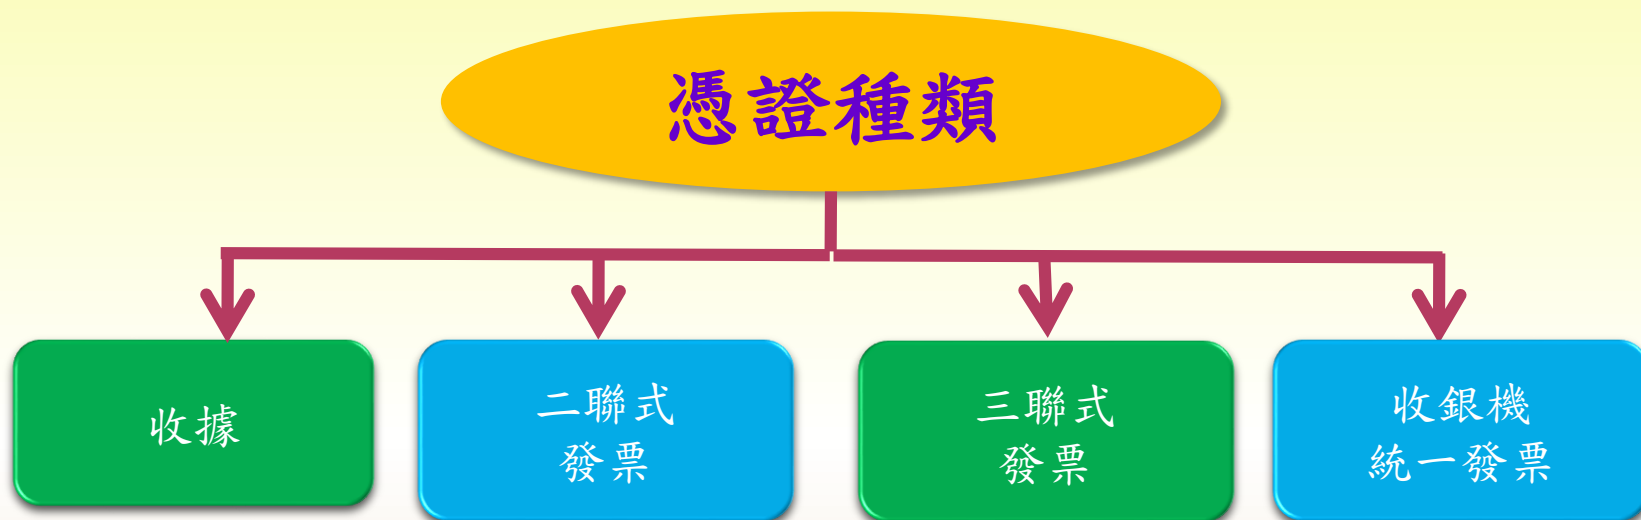 憑證種類
收據
二聯式
發票
三聯式
發票
收銀機
統一發票